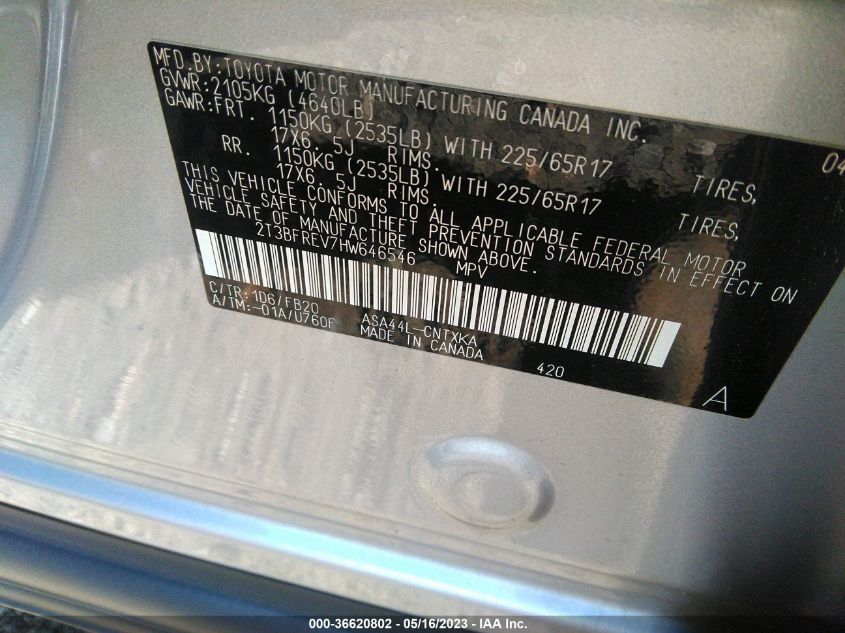 MFD.BY:TOYOTA MOTOR MANUFACTURING CANADA INC. 04
GVWR:2105KG (4640LB)
GAWR:FRT. 1150KG (2535LB) WITH 225/65R17 TIRES,
17X6. 5J RIMS.
RR. 1150KG (2535LB) WITH 225/65R17 TIRES,
17X6. 5J RIMS.
THIS VEHICLE CONFORMS TO ALL APPLICABLE FEDERAL MOTOR
VEHICLE SAFETY AND THEFT PREVENTION STANDARDS IN EFFECT ON
THE DATE OF MANUFACTURE SHOWN ABOVE.
2T3BFREV7HW646546 MPV
C/TR:1D6/FB20 ASA44L-CNTXKA
A/TM:-01A/U760F MADE IN CANADA 420 A
000-36620802 - 05/16/2023 - IAA Inc.